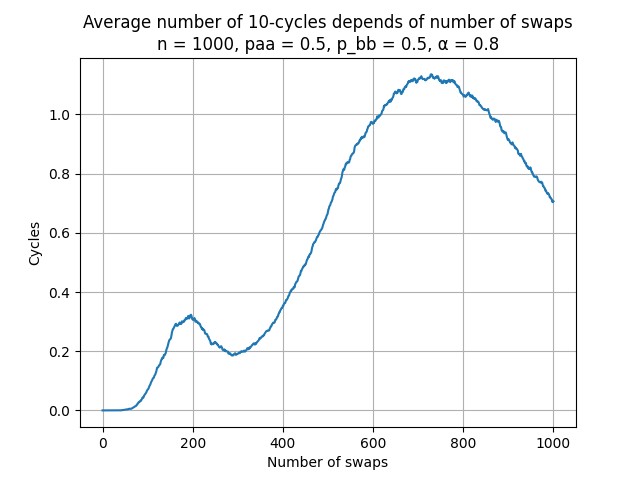 Average number of 10-cycles depends of number of swaps
n = 1000, paa = 0.5, p_bb = 0.5, α = 0.8
Cycles
1.0
0.8
0.6
0.4
0.2
0.0
0 200 400 600 800 1000
Number of swaps